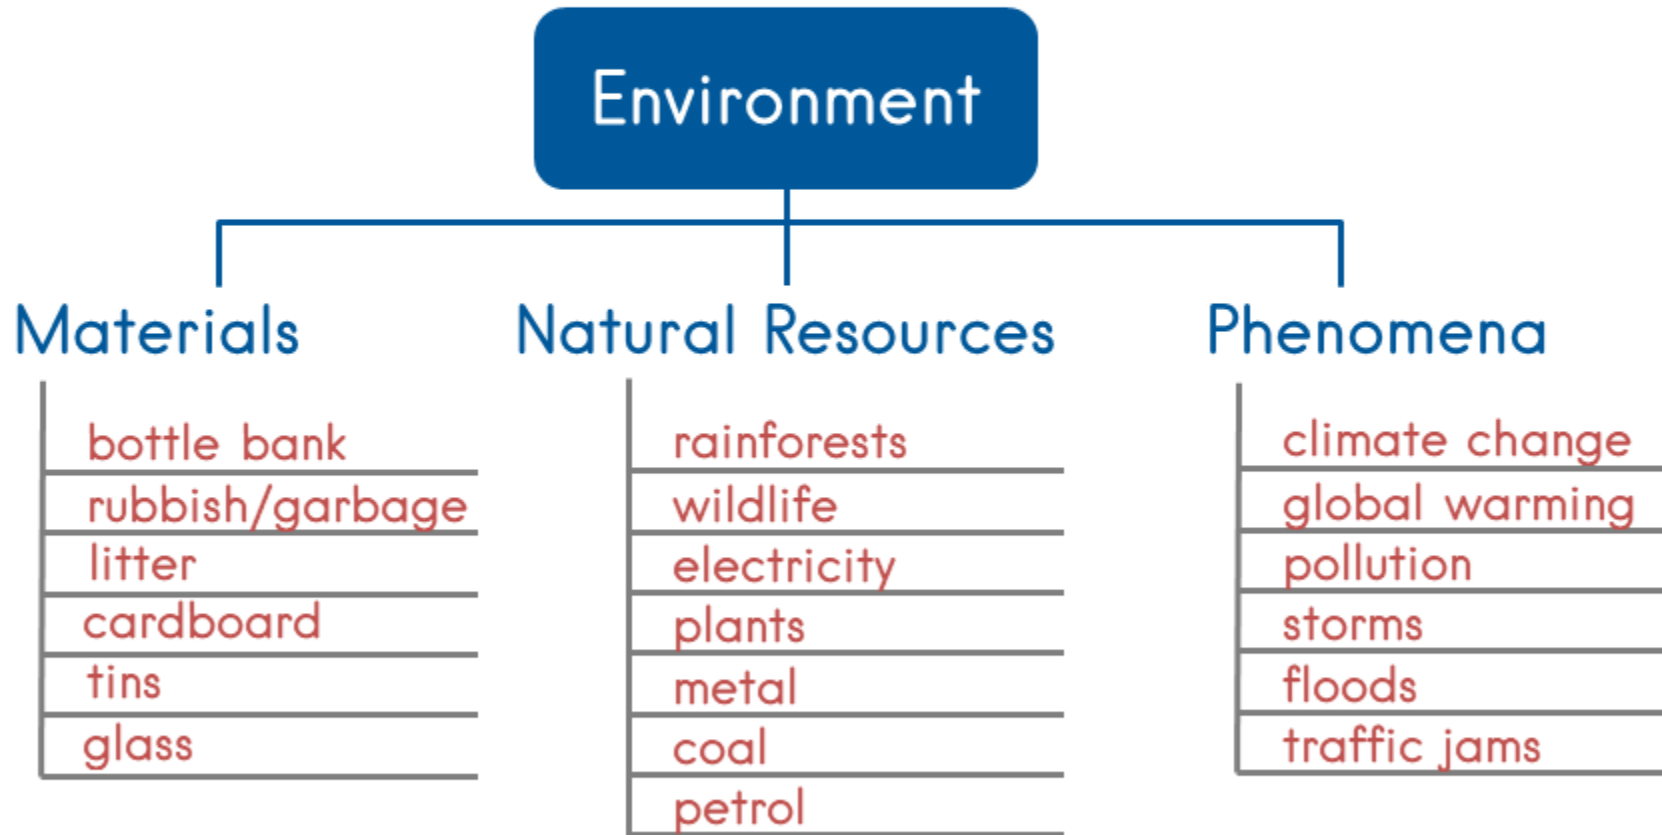 Environment
Materials
bottle bank
rubbish/garbage
litter
cardboard
tins
glass
Natural Resources
rainforests
wildlife
electricity
plants
metal
coal
petrol
Phenomena
climate change
global warming
pollution
storms
floods
traffic jams